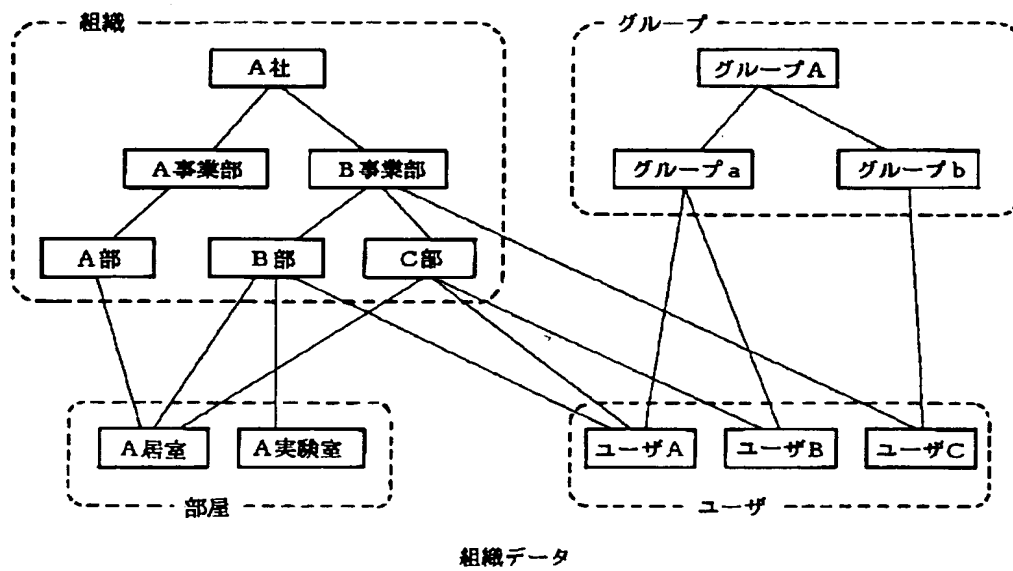 組織
グループ
A社
グループA
A事業部
B事業部
グループa
グループb
A部
B部
C部
A居室
A実験室
ユーザA
ユーザB
ユーザC
部屋
ユーザ
組織データ